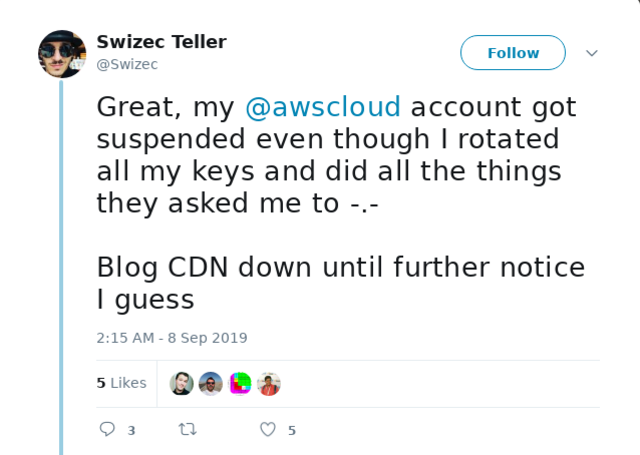 Swizec Teller
@Swizec
Follow
Great, my @awscloud account got
suspended even though I rotated
all my keys and did all the things
they asked me to -.-
Blog CDN down until further notice
I guess
2:15 AM - 8 Sep 2019
5 Likes
3
5